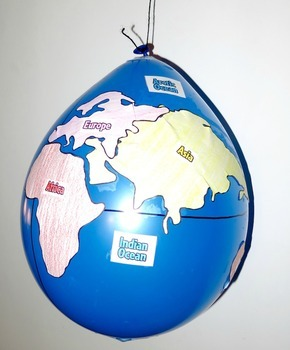 Arctic
Ocean
Europe
Asia
Africa
Indian
Ocean